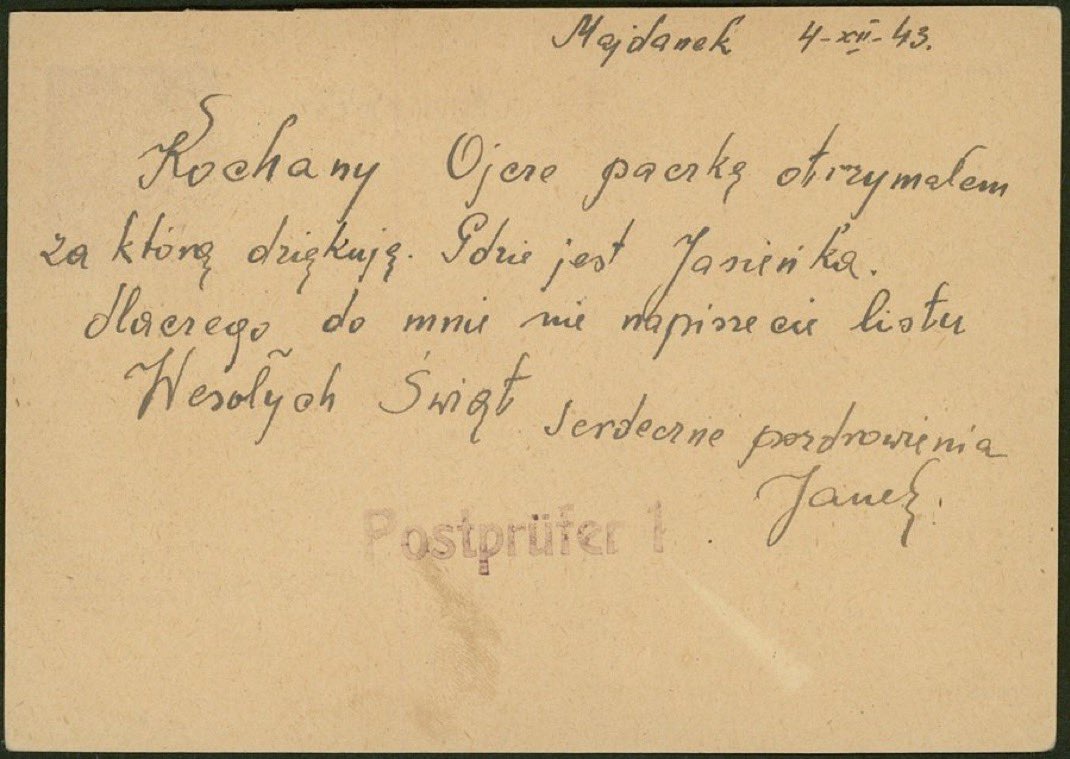 Majdanek 4-XII-43.
Kochany Ojcze paczkę otrzymałem
za którą dziękuję. Gdzie jest Jasieńka.
dlaczego do mnie nie napiszecie listu
Wesołych Świąt serdeczne pozdrowienia
Janek.
Postprüfer 1